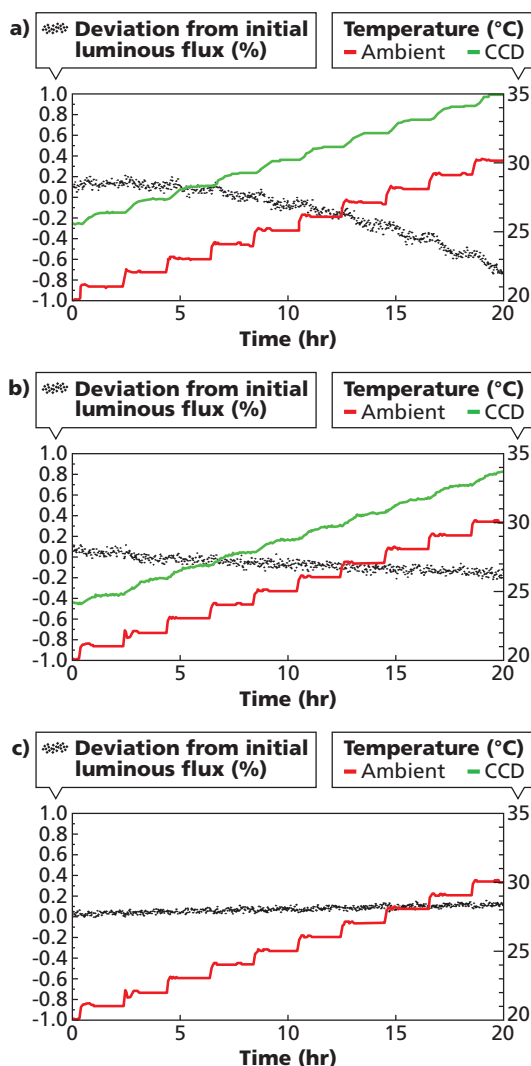 a) Deviation from initial luminous flux (%)
Temperature (°C)
Ambient CCD
1.0 35
0.8
0.6
0.4 30
0.2
0.0
-0.2 25
-0.4
-0.6
-0.8 20
-1.0
0 5 10 15 20
Time (hr)
b) Deviation from initial luminous flux (%)
Temperature (°C)
Ambient CCD
1.0 35
0.8
0.6
0.4 30
0.2
0.0
-0.2 25
-0.4
-0.6
-0.8 20
-1.0
0 5 10 15 20
Time (hr)
c) Deviation from initial luminous flux (%)
Temperature (°C)
Ambient CCD
1.0 35
0.8
0.6
0.4 30
0.2
0.0
-0.2 25
-0.4
-0.6
-0.8 20
-1.0
0 5 10 15 20
Time (hr)